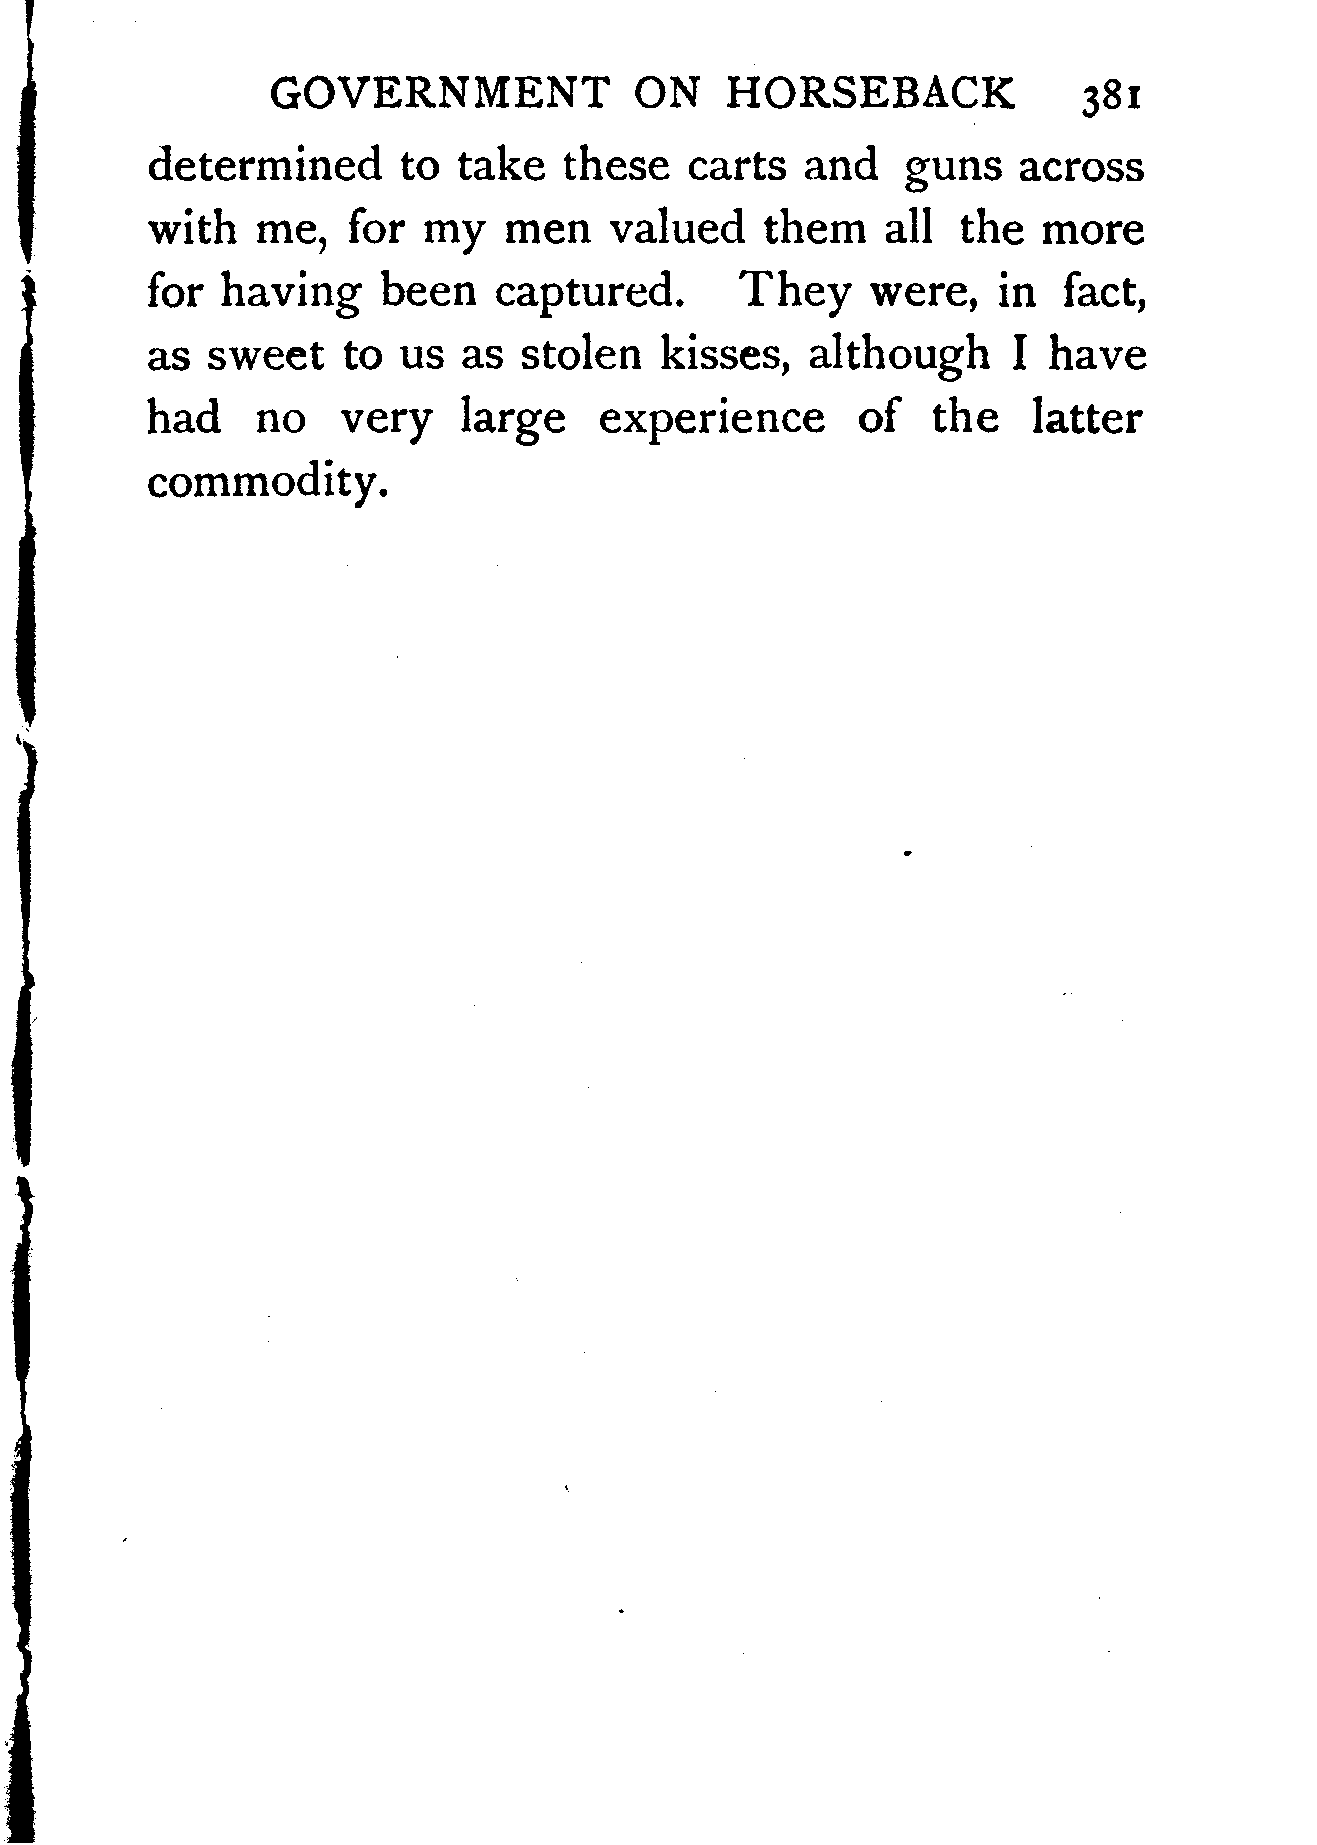 GOVERNMENT ON HORSEBACK 381
determined to take these carts and guns across
with me, for my men valued them all the more
for having been captured. They were, in fact,
as sweet to us as stolen kisses, although I have
had no very large experience of the latter
commodity.